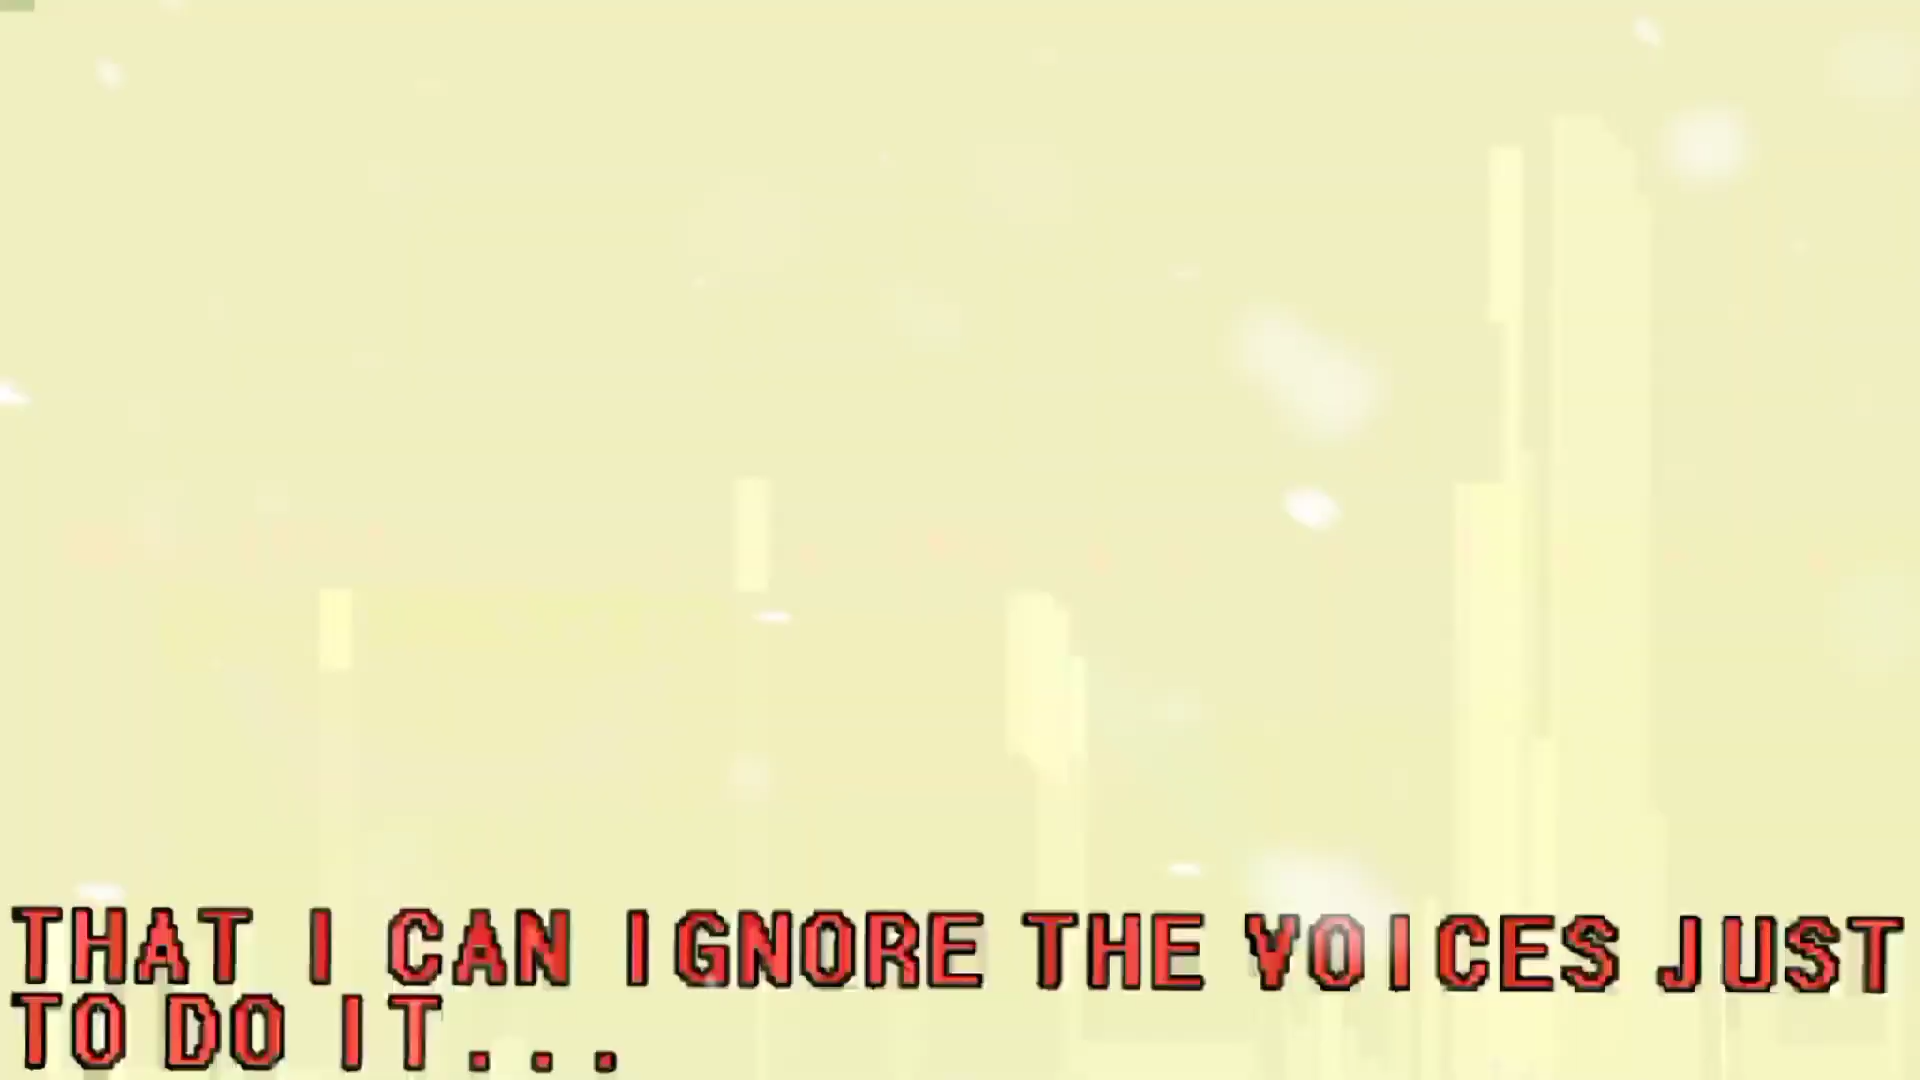 THAT I CAN IGNORE THE VOICES JUST
TO DO IT...